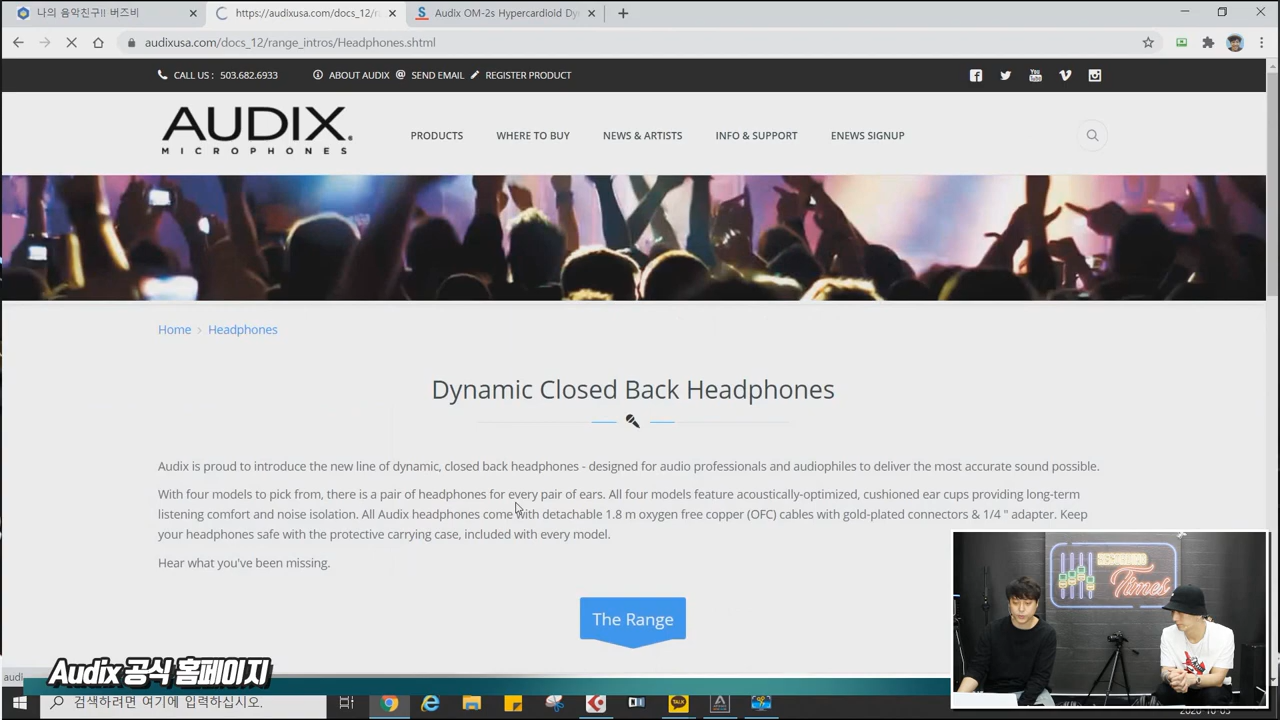 나의 음악친구!! 버즈비
https://audixusa.com/docs_12/r
Audix OM-2s Hypercardioid Dy
audixusa.com/docs_12/range_intros/Headphones.shtml
CALL US : 503.682.6933 ABOUT AUDIX SEND EMAIL REGISTER PRODUCT
AUDIX
MICROPHONES
PRODUCTS WHERE TO BUY NEWS & ARTISTS INFO & SUPPORT ENEWS SIGNUP
Home > Headphones
Dynamic Closed Back Headphones
Audix is proud to introduce the new line of dynamic, closed back headphones - designed for audio professionals and audiophiles to deliver the most accurate sound possible.
With four models to pick from, there is a pair of headphones for every pair of ears. All four models feature acoustically-optimized, cushioned ear cups providing long-term
listening comfort and noise isolation. All Audix headphones come with detachable 1.8 m oxygen free copper (OFC) cables with gold-plated connectors & 1/4 " adapter. Keep
your headphones safe with the protective carrying case, included with every model.
Hear what you've been missing.
The Range
Times
audi
Audix 공식 홈페이지
검색하려면 여기에 입력하십시오.
TALK